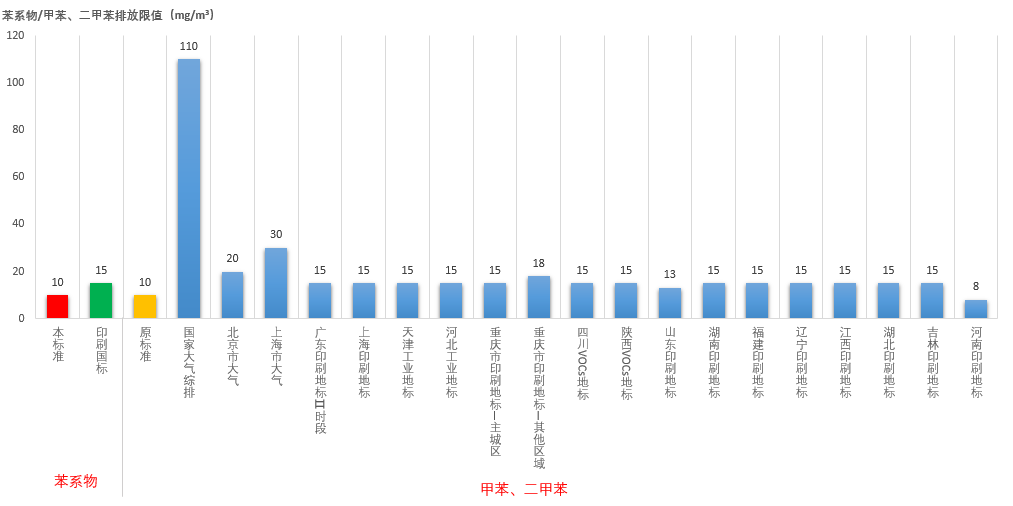 苯系物/甲苯、二甲苯排放限值（mg/m³）
120
100
80
60
40
20
0
10
15
10
110
20
30
15
15
15
15
15
18
15
15
13
15
15
15
15
15
15
8
本标准
印刷国标
原标准
国家大气综排
北京市大气
上海市大气
广东印刷地标II时段
上海印刷地标
天津工业地标
河北工业地标
重庆市印刷地标—主城区
重庆市印刷地标—其他区域
四川VOCs地标
陕西VOCs地标
山东印刷地标
湖南印刷地标
福建印刷地标
辽宁印刷地标
江西印刷地标
湖北印刷地标
吉林印刷地标
河南印刷地标
苯系物
甲苯、二甲苯